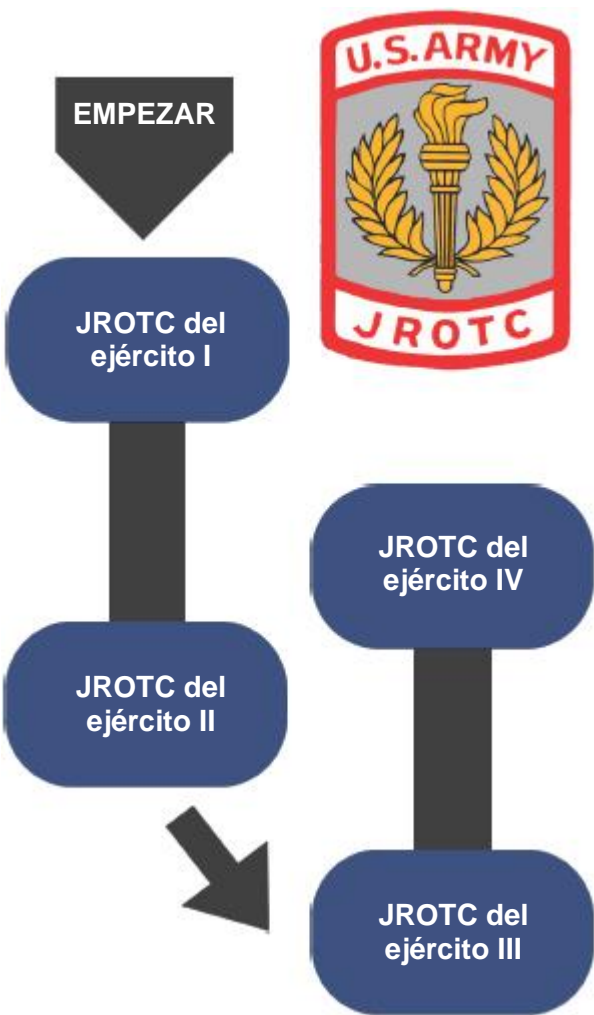 EMPEZAR
U.S.ARMY
JROTC
JROTC del
ejército I
JROTC del
ejército II
JROTC del
ejército III
JROTC del
ejército IV